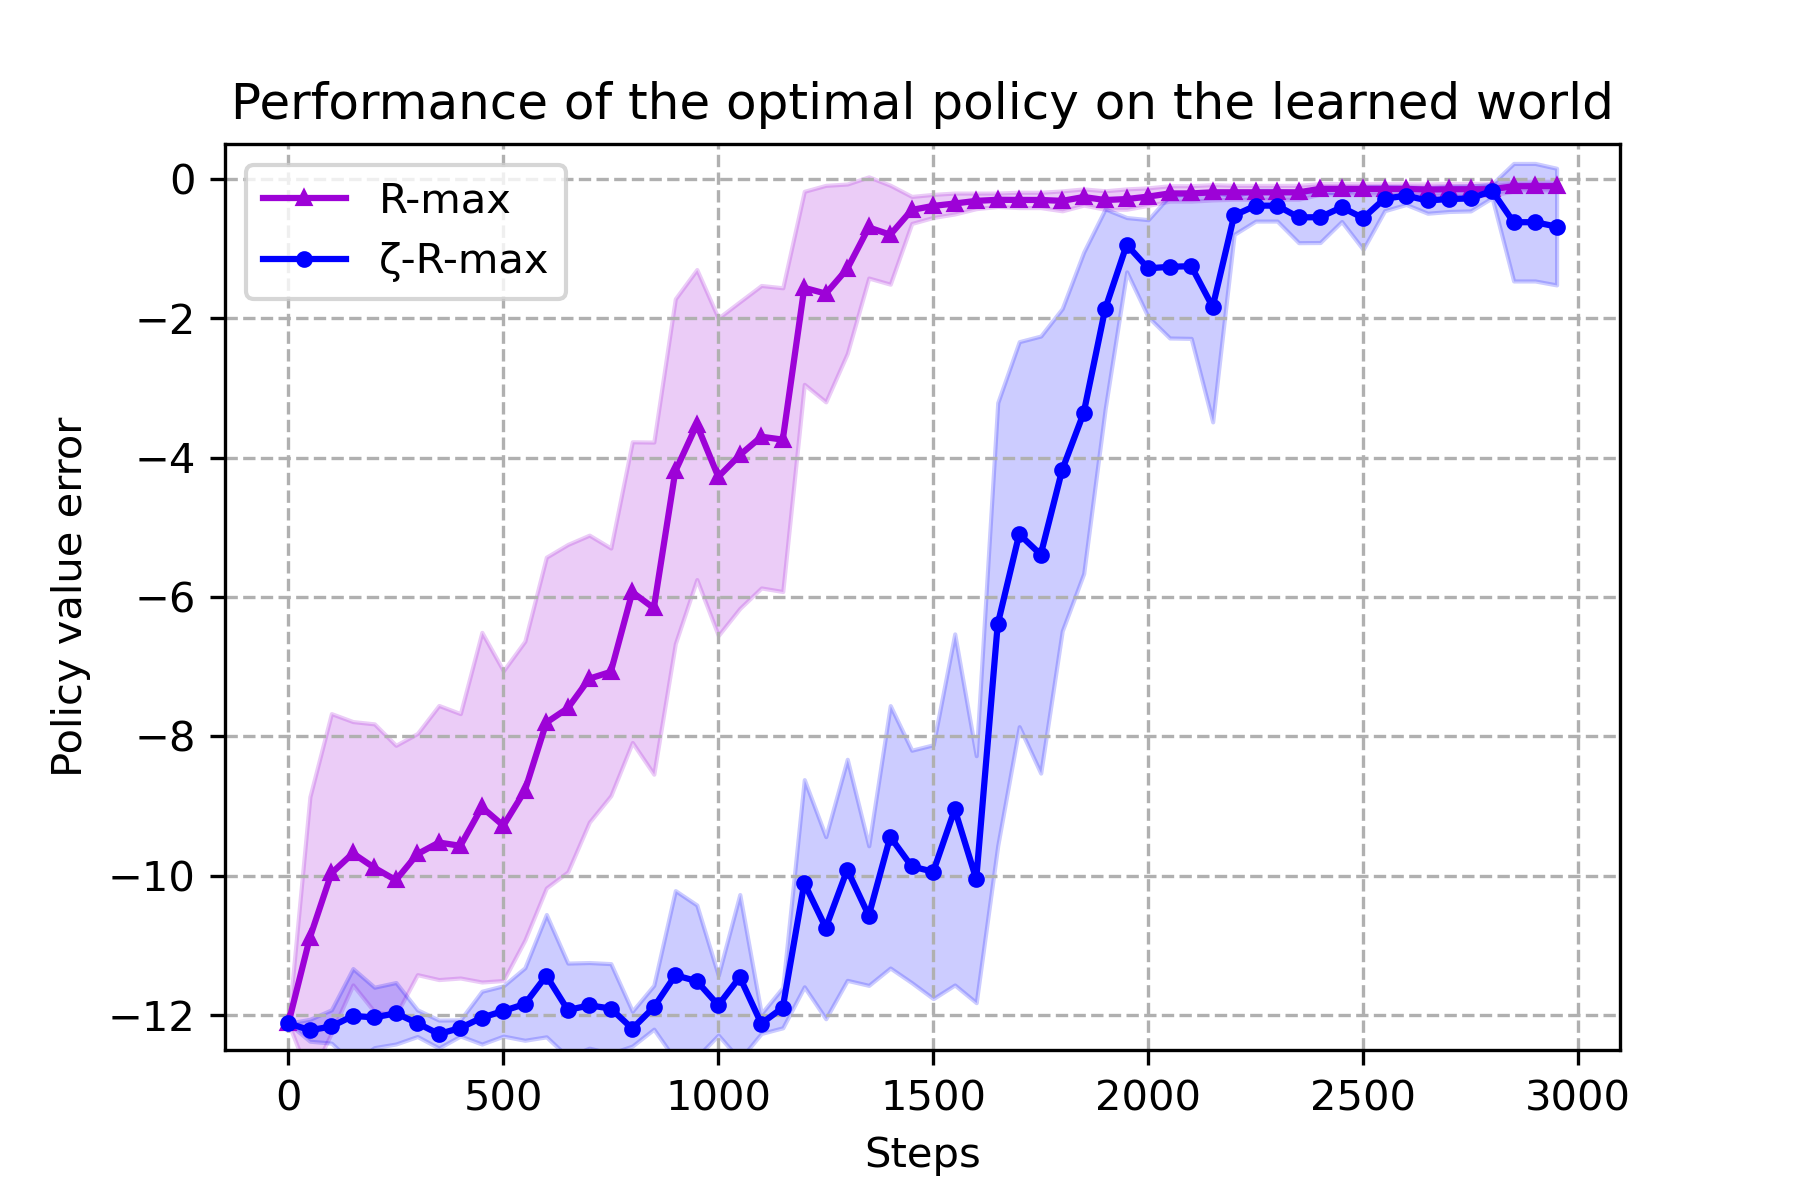 Performance of the optimal policy on the learned world
R-max
ζ-R-max
Policy value error
0
−2
−4
−6
−8
−10
−12
0 500 1000 1500 2000 2500 3000
Steps